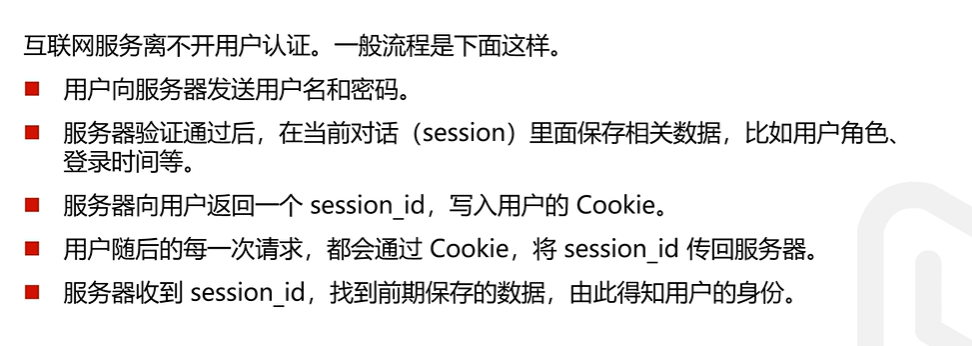 互联网服务离不开用户认证。一般流程是下面这样。
用户向服务器发送用户名和密码。
服务器验证通过后，在当前对话（session）里面保存相关数据，比如用户角色、
登录时间等。
服务器向用户返回一个 session_id，写入用户的 Cookie。
用户随后的每一次请求，都会通过 Cookie，将 session_id 传回服务器。
服务器收到 session_id，找到前期保存的数据，由此得知用户的身份。